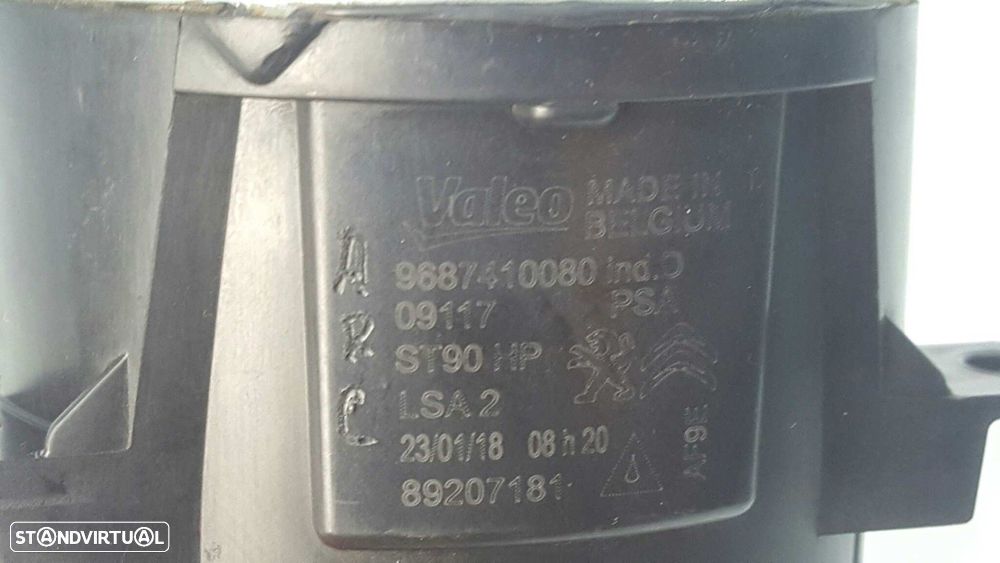 Valeo MADE IN
BELGIUM
9687410080 ind.D
09117 PSA
ST90 HP
LSA 2
23/01/18 08 h 20
89207181
AF9E
A
B
C
STANDVIRTUAL